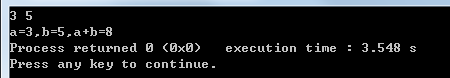 3 5
a=3,b=5,a+b=8
Process returned 0 (0x0)   execution time : 3.548 s
Press any key to continue.